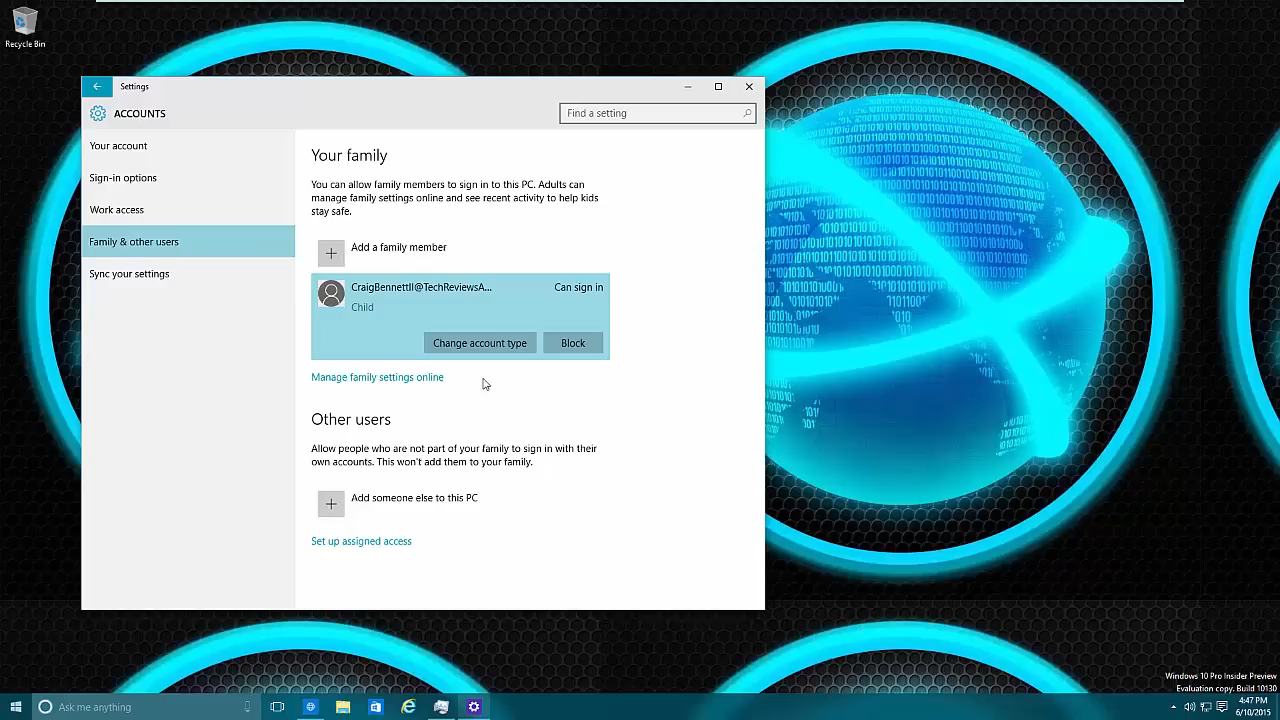 Recycle Bin
Settings
ACCOUNTS
Find a setting
Your account
Sign-in options
Work access
Family & other users
Sync your settings
Your family
You can allow family members to sign in to this PC. Adults can
manage family settings online and see recent activity to help kids
stay safe.
Add a family member
CraigBennettII@TechReviewsA...
Can sign in
Child
Change account type
Block
Manage family settings online
Other users
Allow people who are not part of your family to sign in with their
own accounts. This won't add them to your family.
Add someone else to this PC
Set up assigned access
Windows 10 Pro Insider Preview
Evaluation copy. Build 10130
Ask me anything
4:47 PM
6/10/2015